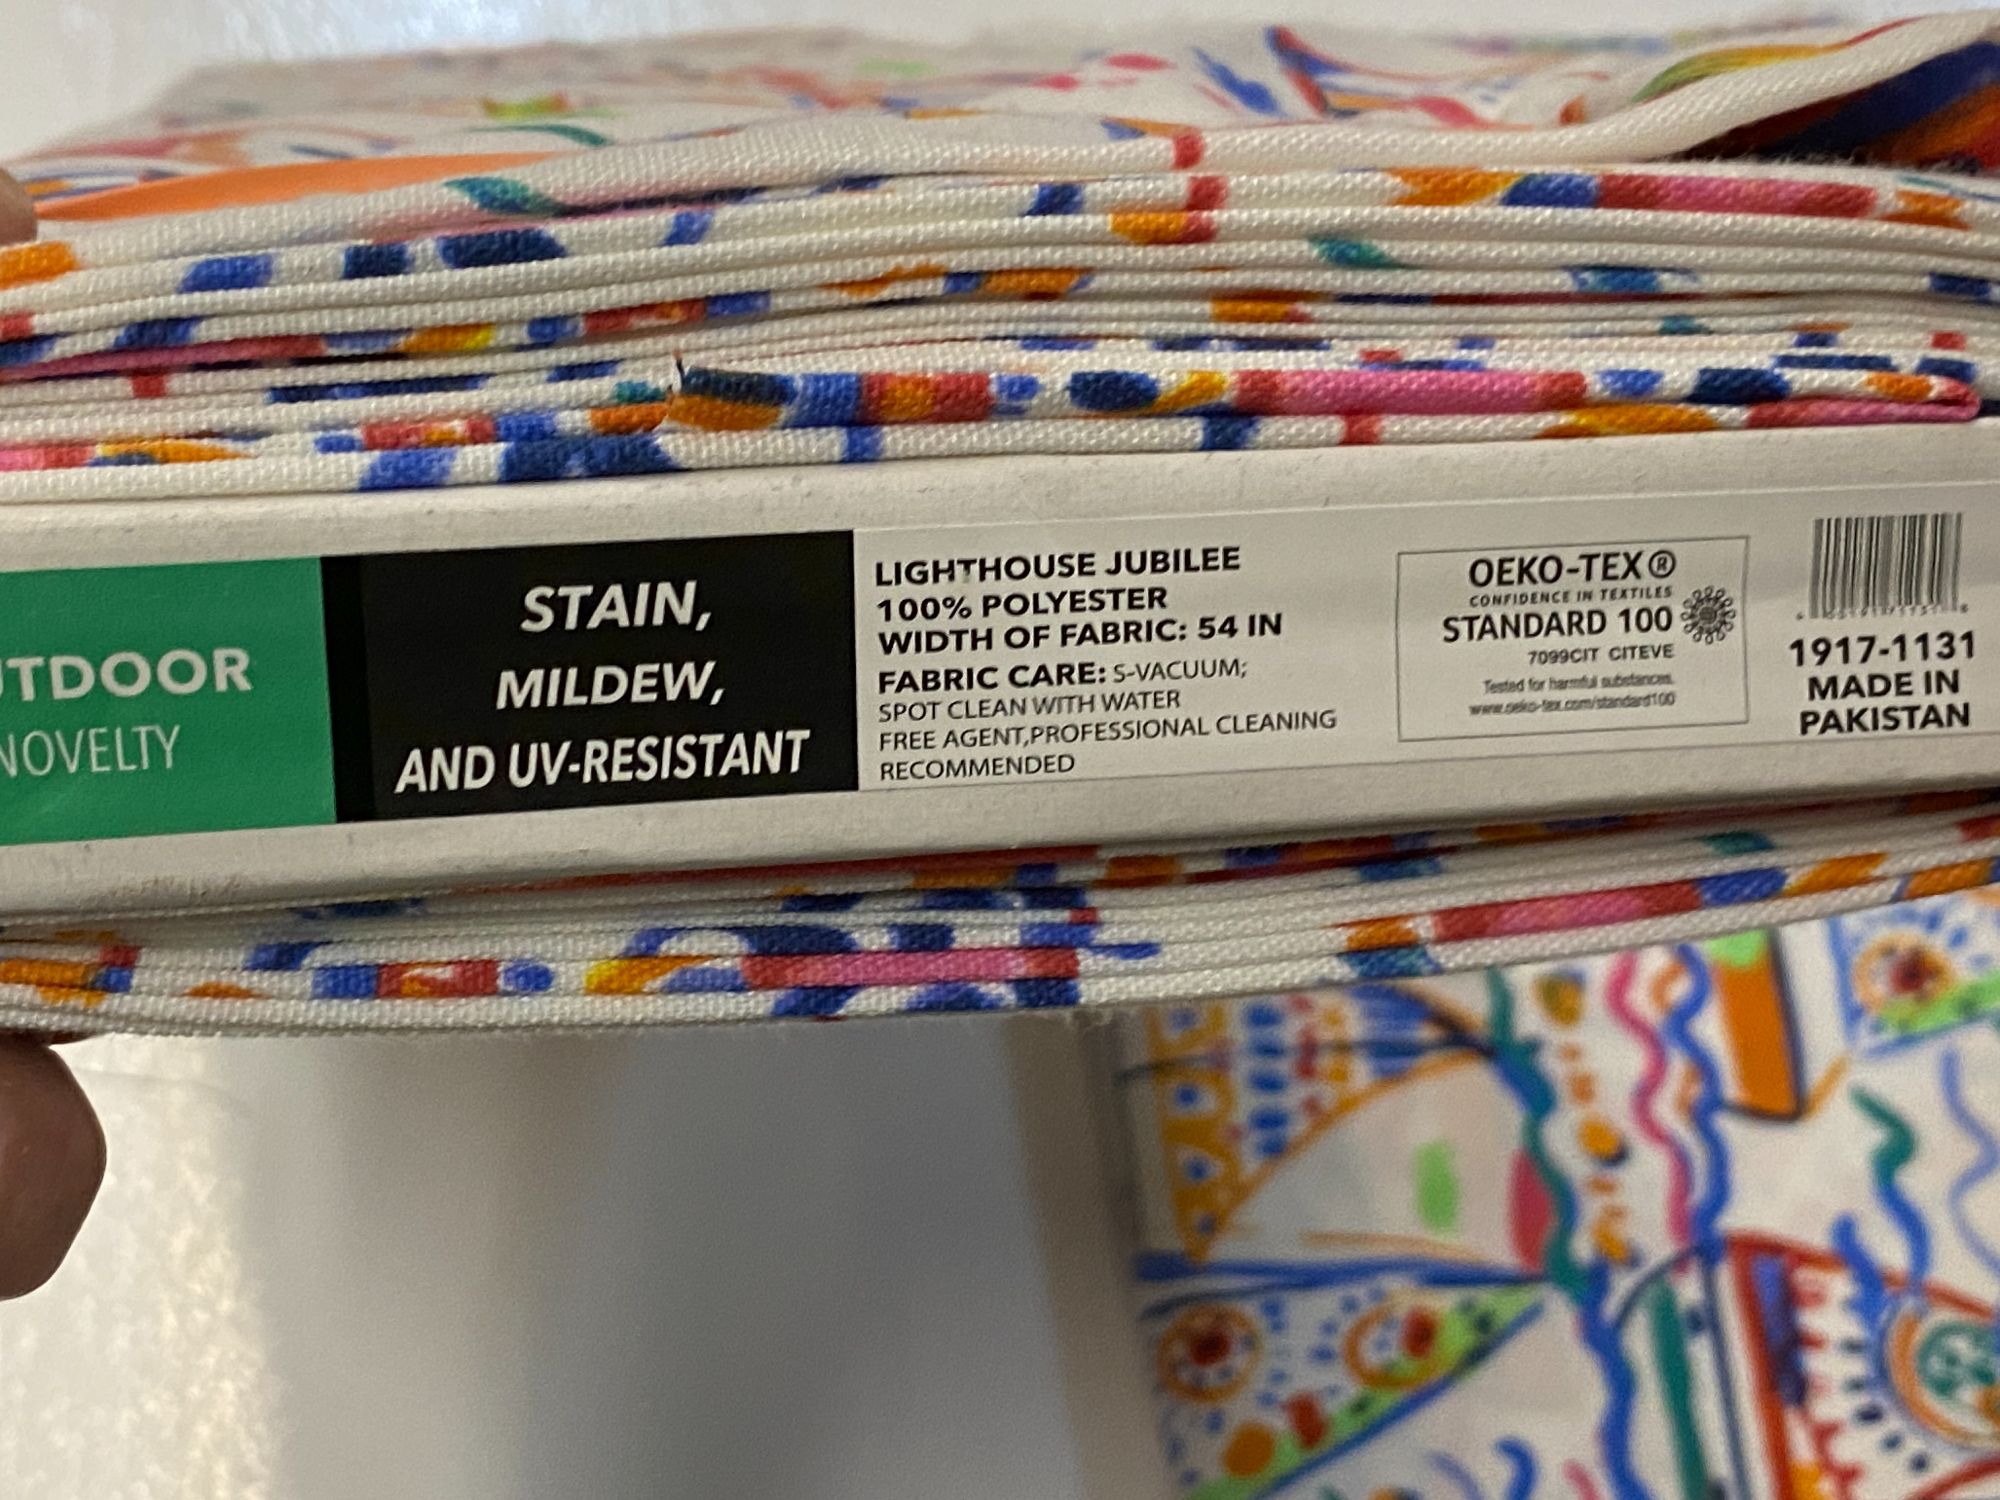 UTDOOR
NOVELTY
STAIN,
MILDEW,
AND UV-RESISTANT
LIGHTHOUSE JUBILEE
100% POLYESTER
WIDTH OF FABRIC: 54 IN
FABRIC CARE: S-VACUUM;
SPOT CLEAN WITH WATER
FREE AGENT,PROFESSIONAL CLEANING
RECOMMENDED
OEKO-TEX®
CONFIDENCE IN TEXTILES
STANDARD 100
7099CIT CITEVE
Tested for harmful substances.
www.oeko-tex.com/standard100
1917-1131
MADE IN
PAKISTAN